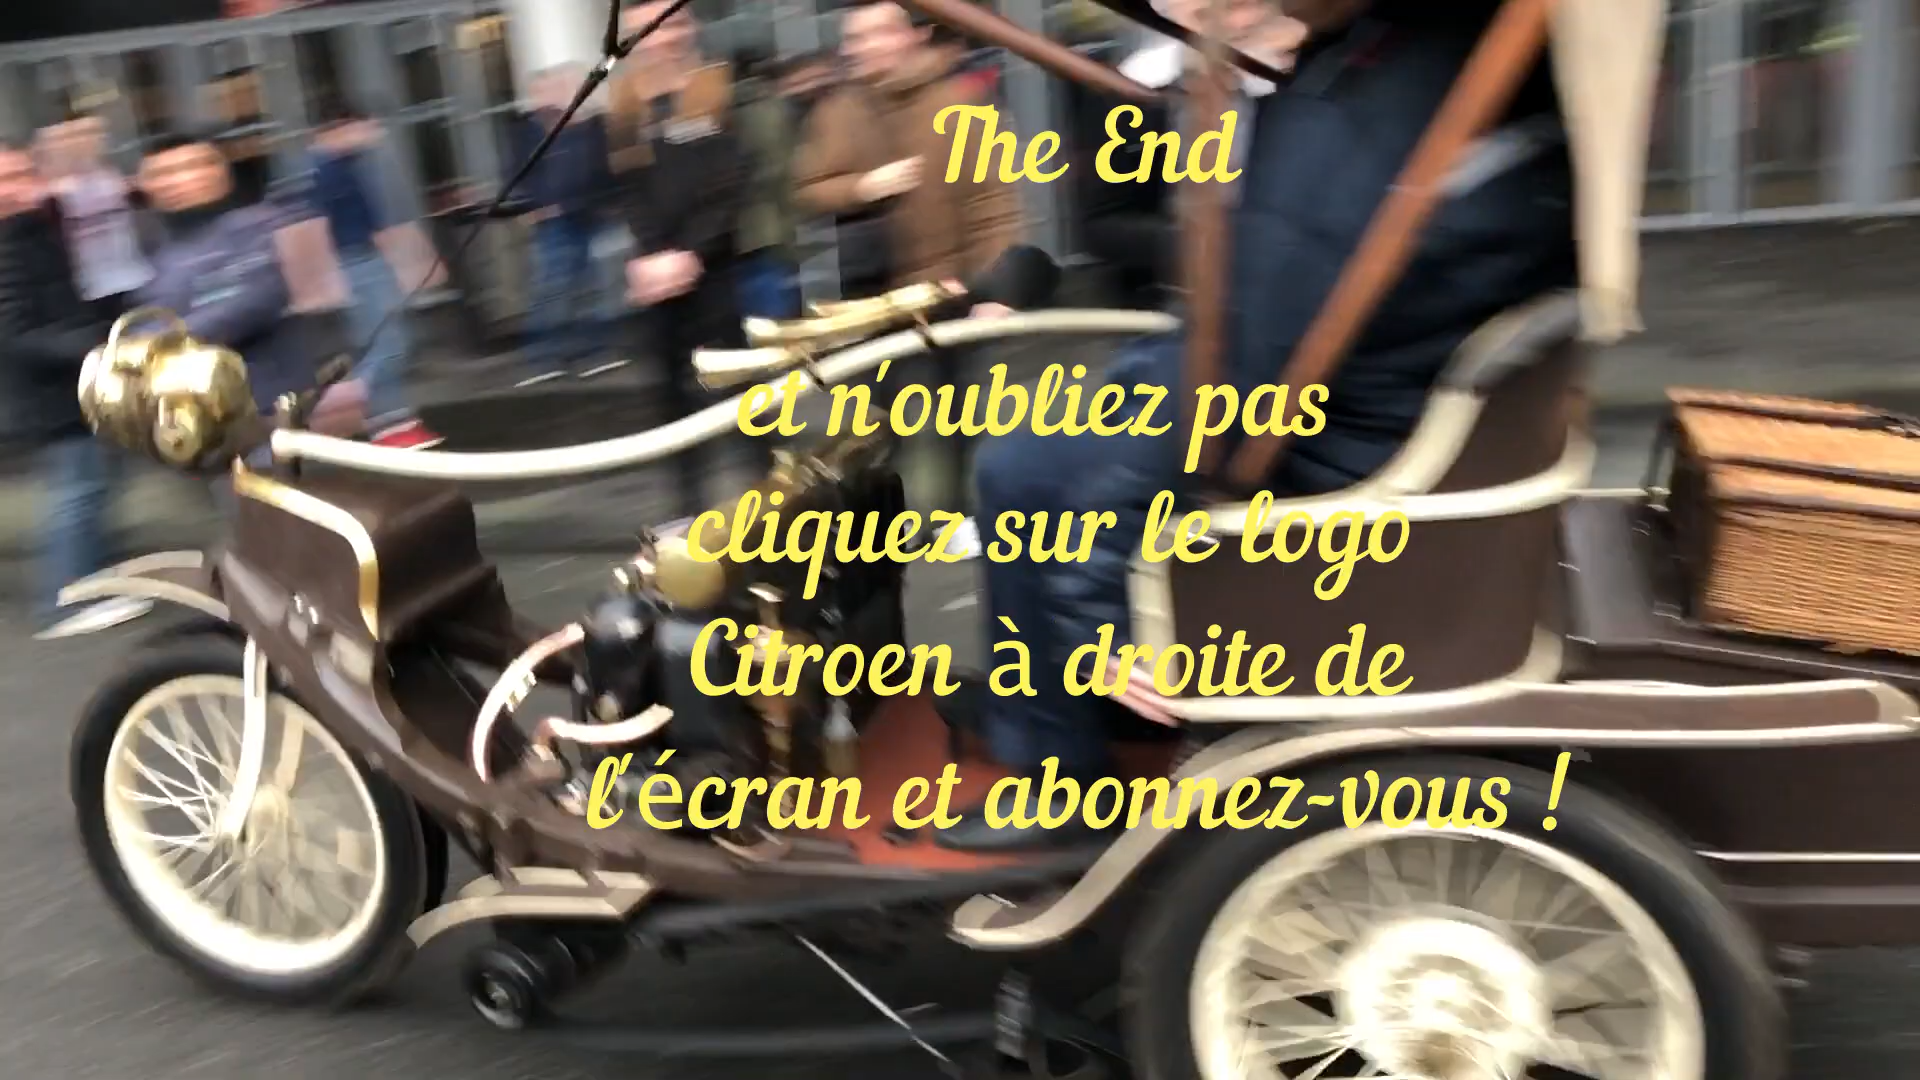 The End
et n'oubliez pas
cliquez sur le logo
Citroen à droite de
l'écran et abonnez-vous !